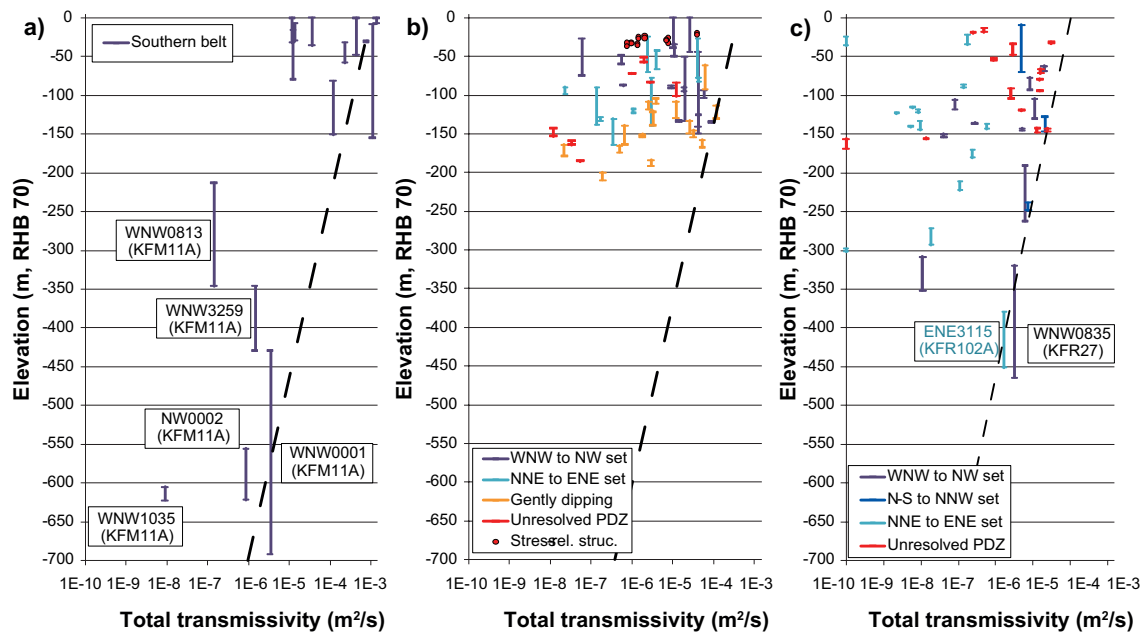 a)
Southern belt
0
-50
-100
-150
-200
-250
-300
-350
-400
-450
-500
-550
-600
-650
-700
Elevation (m, RHB 70)
WNW0813
(KFM11A)
WNW3259
(KFM11A)
NW0002
(KFM11A)
WNW0001
(KFM11A)
WNW1035
(KFM11A)
1E-10 1E-9 1E-8 1E-7 1E-6 1E-5 1E-4 1E-3
Total transmissivity (m²/s)
b)
0
-50
-100
-150
-200
-250
-300
-350
-400
-450
-500
-550
-600
-650
-700
Elevation (m, RHB 70)
WNW to NW set
NNE to ENE set
Gently dipping
Unresolved PDZ
Stress rel. struc.
1E-10 1E-9 1E-8 1E-7 1E-6 1E-5 1E-4 1E-3
Total transmissivity (m²/s)
c)
0
-50
-100
-150
-200
-250
-300
-350
-400
-450
-500
-550
-600
-650
-700
Elevation (m, RHB 70)
ENE3115
(KFR102A)
WNW0835
(KFR27)
WNW to NW set
N-S to NNW set
NNE to ENE set
Unresolved PDZ
1E-10 1E-9 1E-8 1E-7 1E-6 1E-5 1E-4 1E-3
Total transmissivity (m²/s)